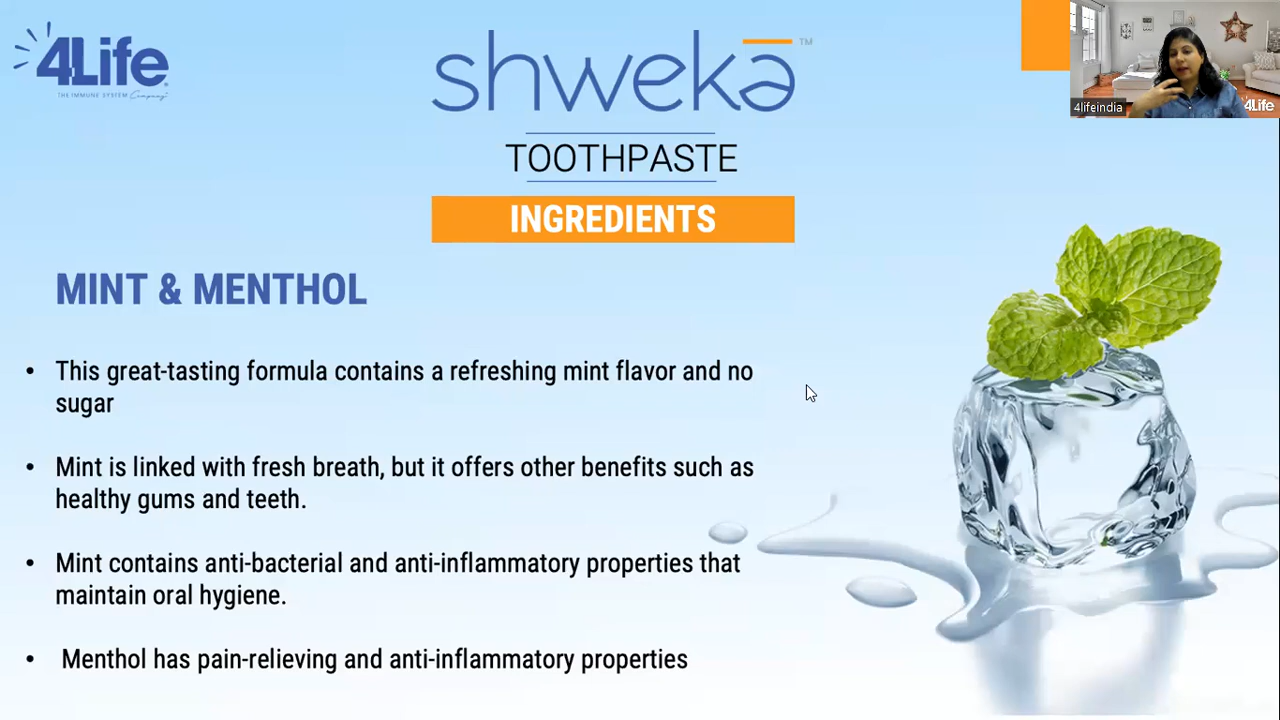 4Life
THE IMMUNE SYSTEM Company
shweka™
TOOTHPASTE
INGREDIENTS
4lifeindia
4Life
MINT & MENTHOL
• This great-tasting formula contains a refreshing mint flavor and no
sugar
• Mint is linked with fresh breath, but it offers other benefits such as
healthy gums and teeth.
• Mint contains anti-bacterial and anti-inflammatory properties that
maintain oral hygiene.
• Menthol has pain-relieving and anti-inflammatory properties